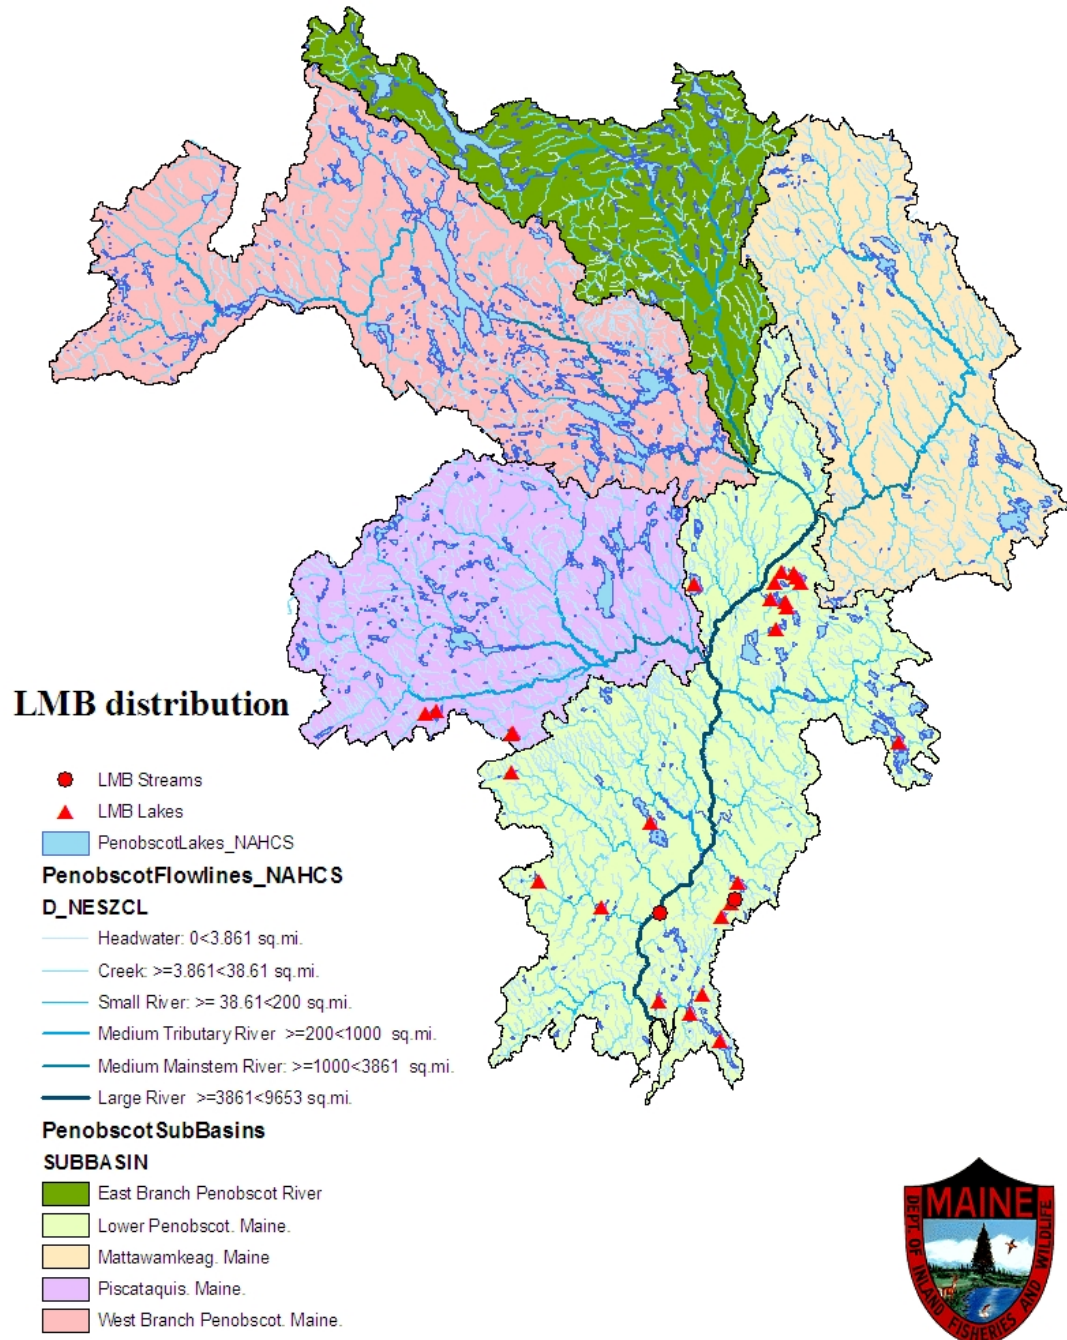 LMB distribution
LMB Streams
LMB Lakes
PenobscotLakes_NAHCS
PenobscotFlowlines_NAHCS
D_NESZCL
Headwater: 0<3.861 sq.mi.
Creek: >=3.861<38.61 sq.mi.
Small River: >= 38.61<200 sq.mi.
Medium Tributary River >=200<1000 sq.mi.
Medium Mainstem River: >=1000<3861 sq.mi.
Large River >=3861<9653 sq.mi.
PenobscotSubBasins
SUBBASIN
East Branch Penobscot River
Lower Penobscot. Maine.
Mattawamkeag. Maine
Piscataquis. Maine.
West Branch Penobscot. Maine.
MAINE
DEPT. OF INLAND FISHERIES AND WILDLIFE